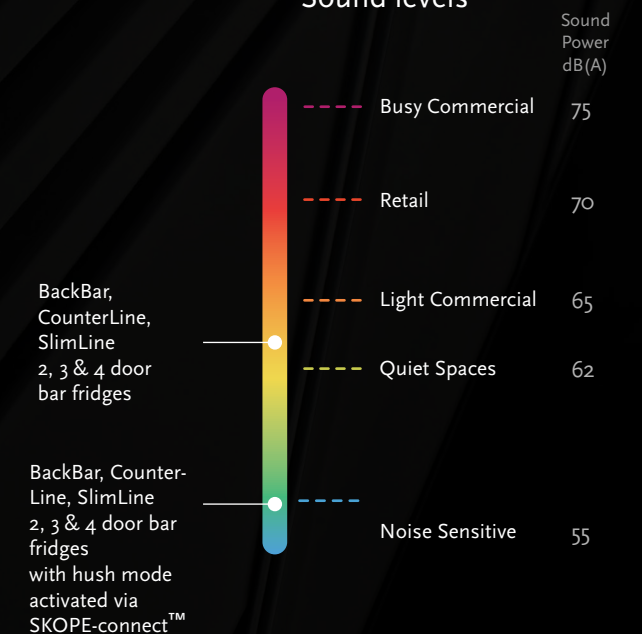 Sound levels
Sound
Power
dB(A)
Busy Commercial 75
Retail 70
Light Commercial 65
Quiet Spaces 62
Noise Sensitive 55
BackBar,
CounterLine,
SlimLine
2, 3 & 4 door
bar fridges
BackBar, Counter-
Line, SlimLine
2, 3 & 4 door bar
fridges
with hush mode
activated via
SKOPE-connect™